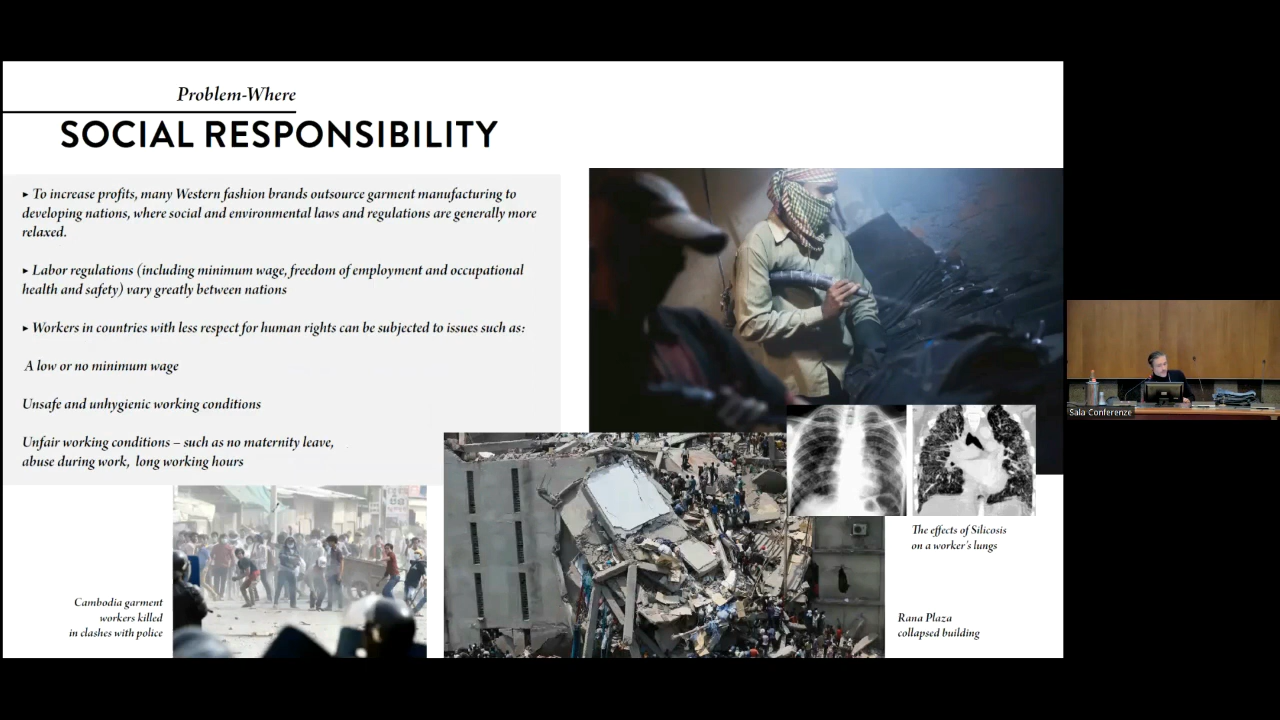 Problem-Where
SOCIAL RESPONSIBILITY
▸ To increase profits, many Western fashion brands outsource garment manufacturing to
developing nations, where social and environmental laws and regulations are generally more
relaxed.
▸ Labor regulations (including minimum wage, freedom of employment and occupational
health and safety) vary greatly between nations
▸ Workers in countries with less respect for human rights can be subjected to issues such as:
A low or no minimum wage
Unsafe and unhygienic working conditions
Unfair working conditions – such as no maternity leave,
abuse during work, long working hours
Cambodia garment
workers killed
in clashes with police
The effects of Silicosis
on a worker's lungs
Rana Plaza
collapsed building
Sala Conferenze